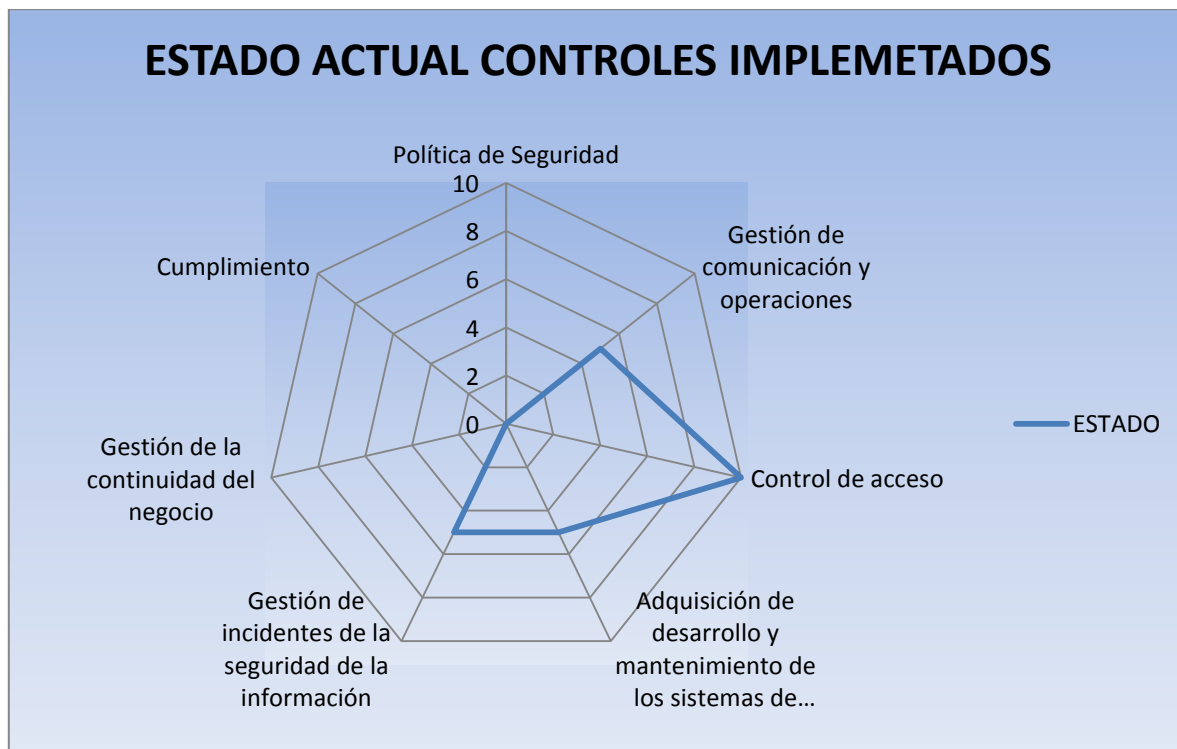 ESTADO ACTUAL CONTROLES IMPLEMETADOS
Política de Seguridad
10
8
6
4
2
0
Gestión de
comunicación y
operaciones
Control de acceso
Adquisición de
desarrollo y
mantenimiento de
los sistemas de…
Gestión de
incidentes de la
seguridad de la
información
Gestión de la
continuidad del
negocio
Cumplimiento
ESTADO